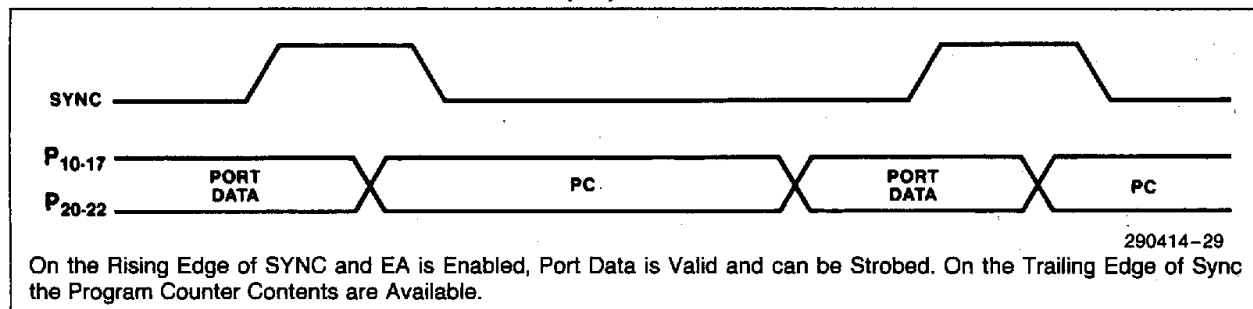 SYNC
P10-17
PORT DATA
PC
PORT DATA
PC
P20-22
290414-29
On the Rising Edge of SYNC and EA is Enabled, Port Data is Valid and can be Strobed. On the Trailing Edge of Sync
the Program Counter Contents are Available.